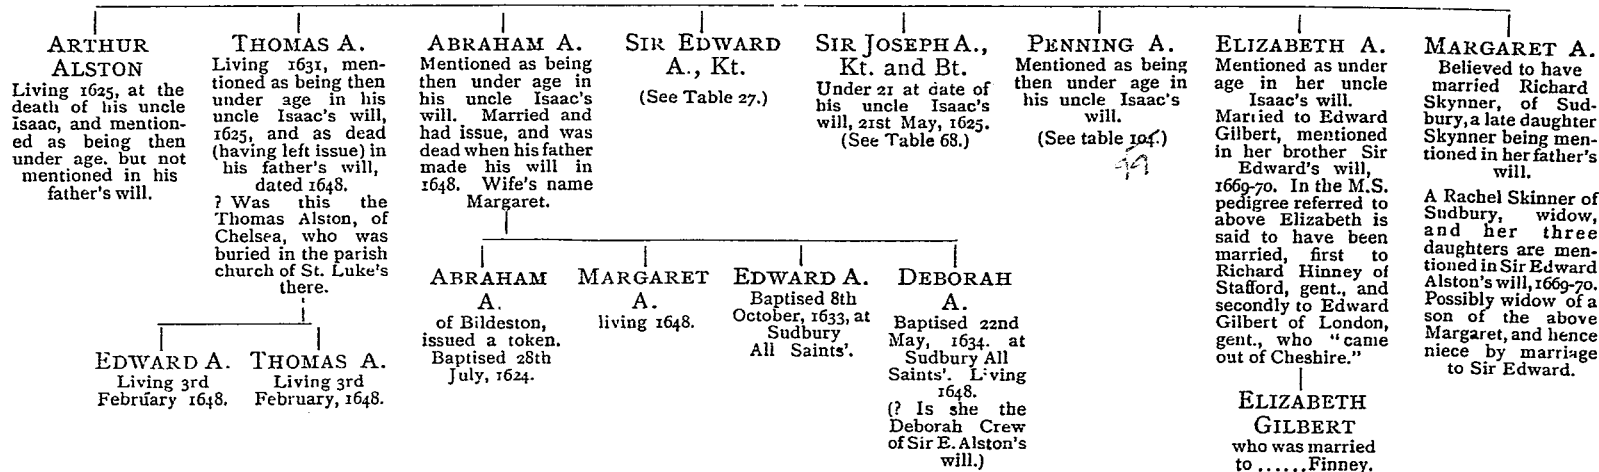 ARTHUR
ALSTON
Living 1625, at the
death of his uncle
Isaac, and mention-
ed as being then
under age. but not
mentioned in his
father's will.
THOMAS A.
Living 1631, men-
tioned as being then
under age in his
uncle Isaac's will,
1625, and as dead
(having left issue) in
his father's will,
dated 1648.
? Was this the
Thomas Alston, of
Chelsea, who was
buried in the parish
church of St. Luke's
there.
EDWARD A.
Living 3rd
February 1648.
THOMAS A.
Living 3rd
February, 1648.
ABRAHAM A.
Mentioned as being
then under age in
his uncle Isaac's
will. Married and
had issue, and was
dead when his father
made his will in
1648. Wife's name
Margaret.
ABRAHAM
A.
of Bildeston,
issued a token.
Baptised 28th
July, 1624.
MARGARET
A.
living 1648.
EDWARD A.
Baptised 8th
October, 1633, at
Sudbury
All Saints'.
DEBORAH
A.
Baptised 22nd
May, 1634. at
Sudbury All
Saints'. Living
1648.
(? Is she the
Deborah Crew
of Sir E. Alston's
will.)
SIR EDWARD
A., Kt.
(See Table 27.)
SIR JOSEPH A.,
Kt. and Bt.
Under 21 at date of
his uncle Isaac's
will, 21st May, 1625.
(See Table 68.)
PENNING A.
Mentioned as being
then under age in
his uncle Isaac's
will.
(See table 104.)
99
ELIZABETH A.
Mentioned as under
age in her uncle
Isaac's will.
Married to Edward
Gilbert, mentioned
in her brother Sir
Edward's will,
1669-70. In the M.S.
pedigree referred to
above Elizabeth is
said to have been
married, first to
Richard Hinney of
Stafford, gent., and
secondly to Edward
Gilbert of London,
gent., who "came
out of Cheshire."
ELIZABETH
GILBERT
who was married
to ......Finney.
MARGARET A.
Believed to have
married Richard
Skynner, of Sud-
bury, a late daughter
Skynner being men-
tioned in her father's
will.
A Rachel Skinner of
Sudbury, widow,
and her three
daughters are men-
tioned in Sir Edward
Alston's will, 1669-70.
Possibly widow of a
son of the above
Margaret, and hence
niece by marriage
to Sir Edward.